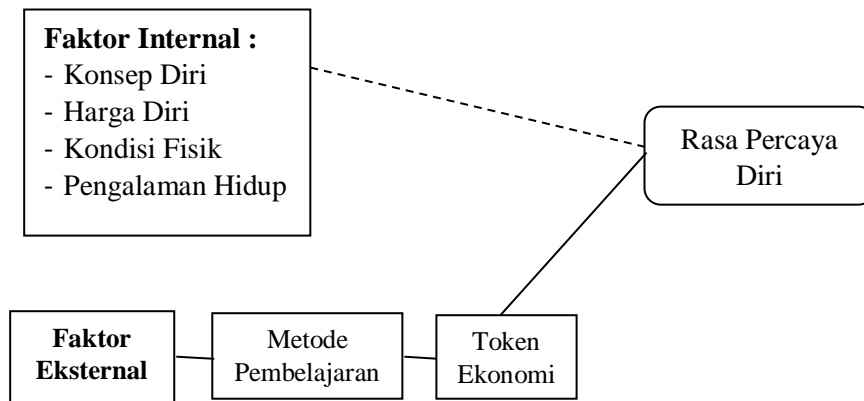 Faktor Internal :
- Konsep Diri
- Harga Diri
- Kondisi Fisik
- Pengalaman Hidup
Rasa Percaya
Diri
Faktor
Eksternal
Metode
Pembelajaran
Token
Ekonomi